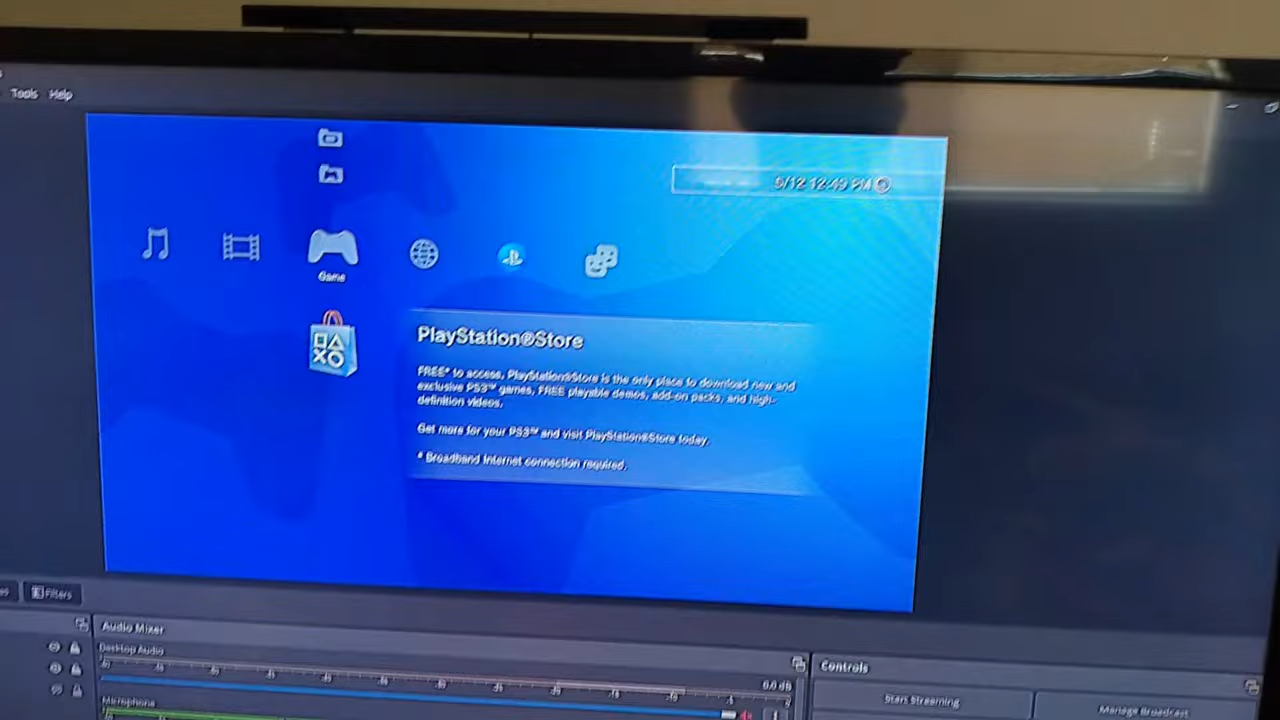 Tools Help
9/12 12:49 PM
Game
PlayStation®Store
FREE* to access, PlayStation®Store is the only place to download new and
exclusive PS3™ games, FREE playable demos, add-on packs, and high-
definition videos.
Get more for your PS3™ and visit PlayStation®Store today.
* Broadband Internet connection required.
Filters
Audio Mixer
Desktop Audio
0.0 dB
Microphone
Controls
Start Streaming
Manage Broadcast